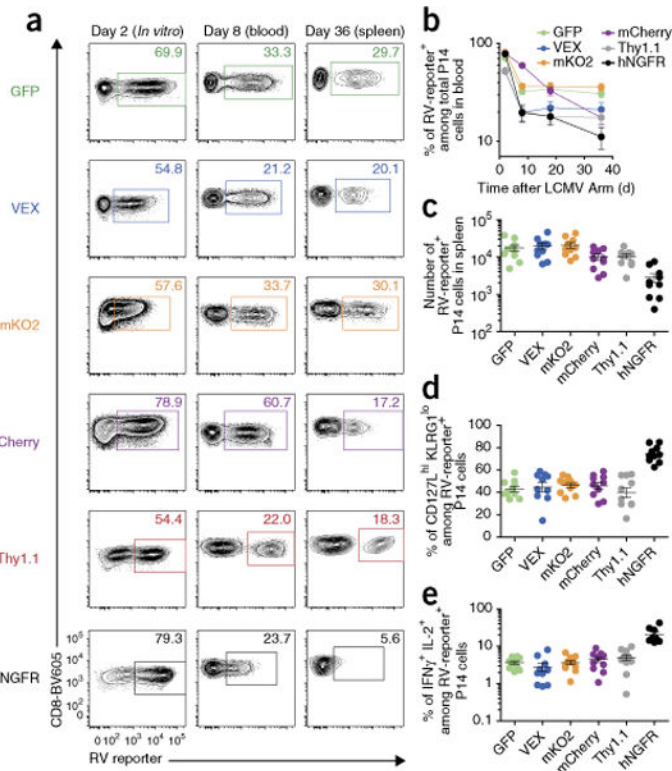 a
Day 2 (In vitro)
Day 8 (blood)
Day 36 (spleen)
GFP
69.9
33.3
29.7
VEX
54.8
21.2
20.1
mKO2
57.6
33.7
30.1
Cherry
78.9
60.7
17.2
Thy1.1
54.4
22.0
18.3
NGFR
79.3
23.7
5.6
CD8-BV605
10⁵
10⁴
10³
10²
0
0 10² 10³ 10⁴ 10⁵
RV reporter
b
GFP
VEX
mKO2
mCherry
Thy1.1
hNGFR
% of RV-reporter⁺
among total P14
cells in blood
100
10
0 10 20 30 40
Time after LCMV Arm (d)
c
Number of
RV-reporter⁺
P14 cells in spleen
10⁵
10⁴
10³
10²
GFP
VEX
mKO2
mCherry
Thy1.1
hNGFR
d
% of CD127Lʰⁱ KLRG1ˡᵒ
among RV-reporter⁺
P14 cells
100
80
60
40
20
0
GFP
VEX
mKO2
mCherry
Thy1.1
hNGFR
e
% of IFNγ⁺ IL-2⁺
among RV-reporter⁺
P14 cells
100
10
1
0.1
GFP
VEX
mKO2
mCherry
Thy1.1
hNGFR